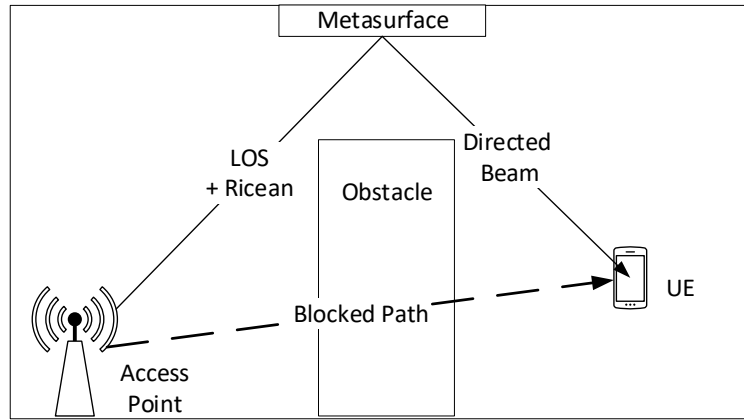 Metasurface
LOS
+ Ricean
Directed
Beam
Obstacle
Blocked Path
UE
Access
Point